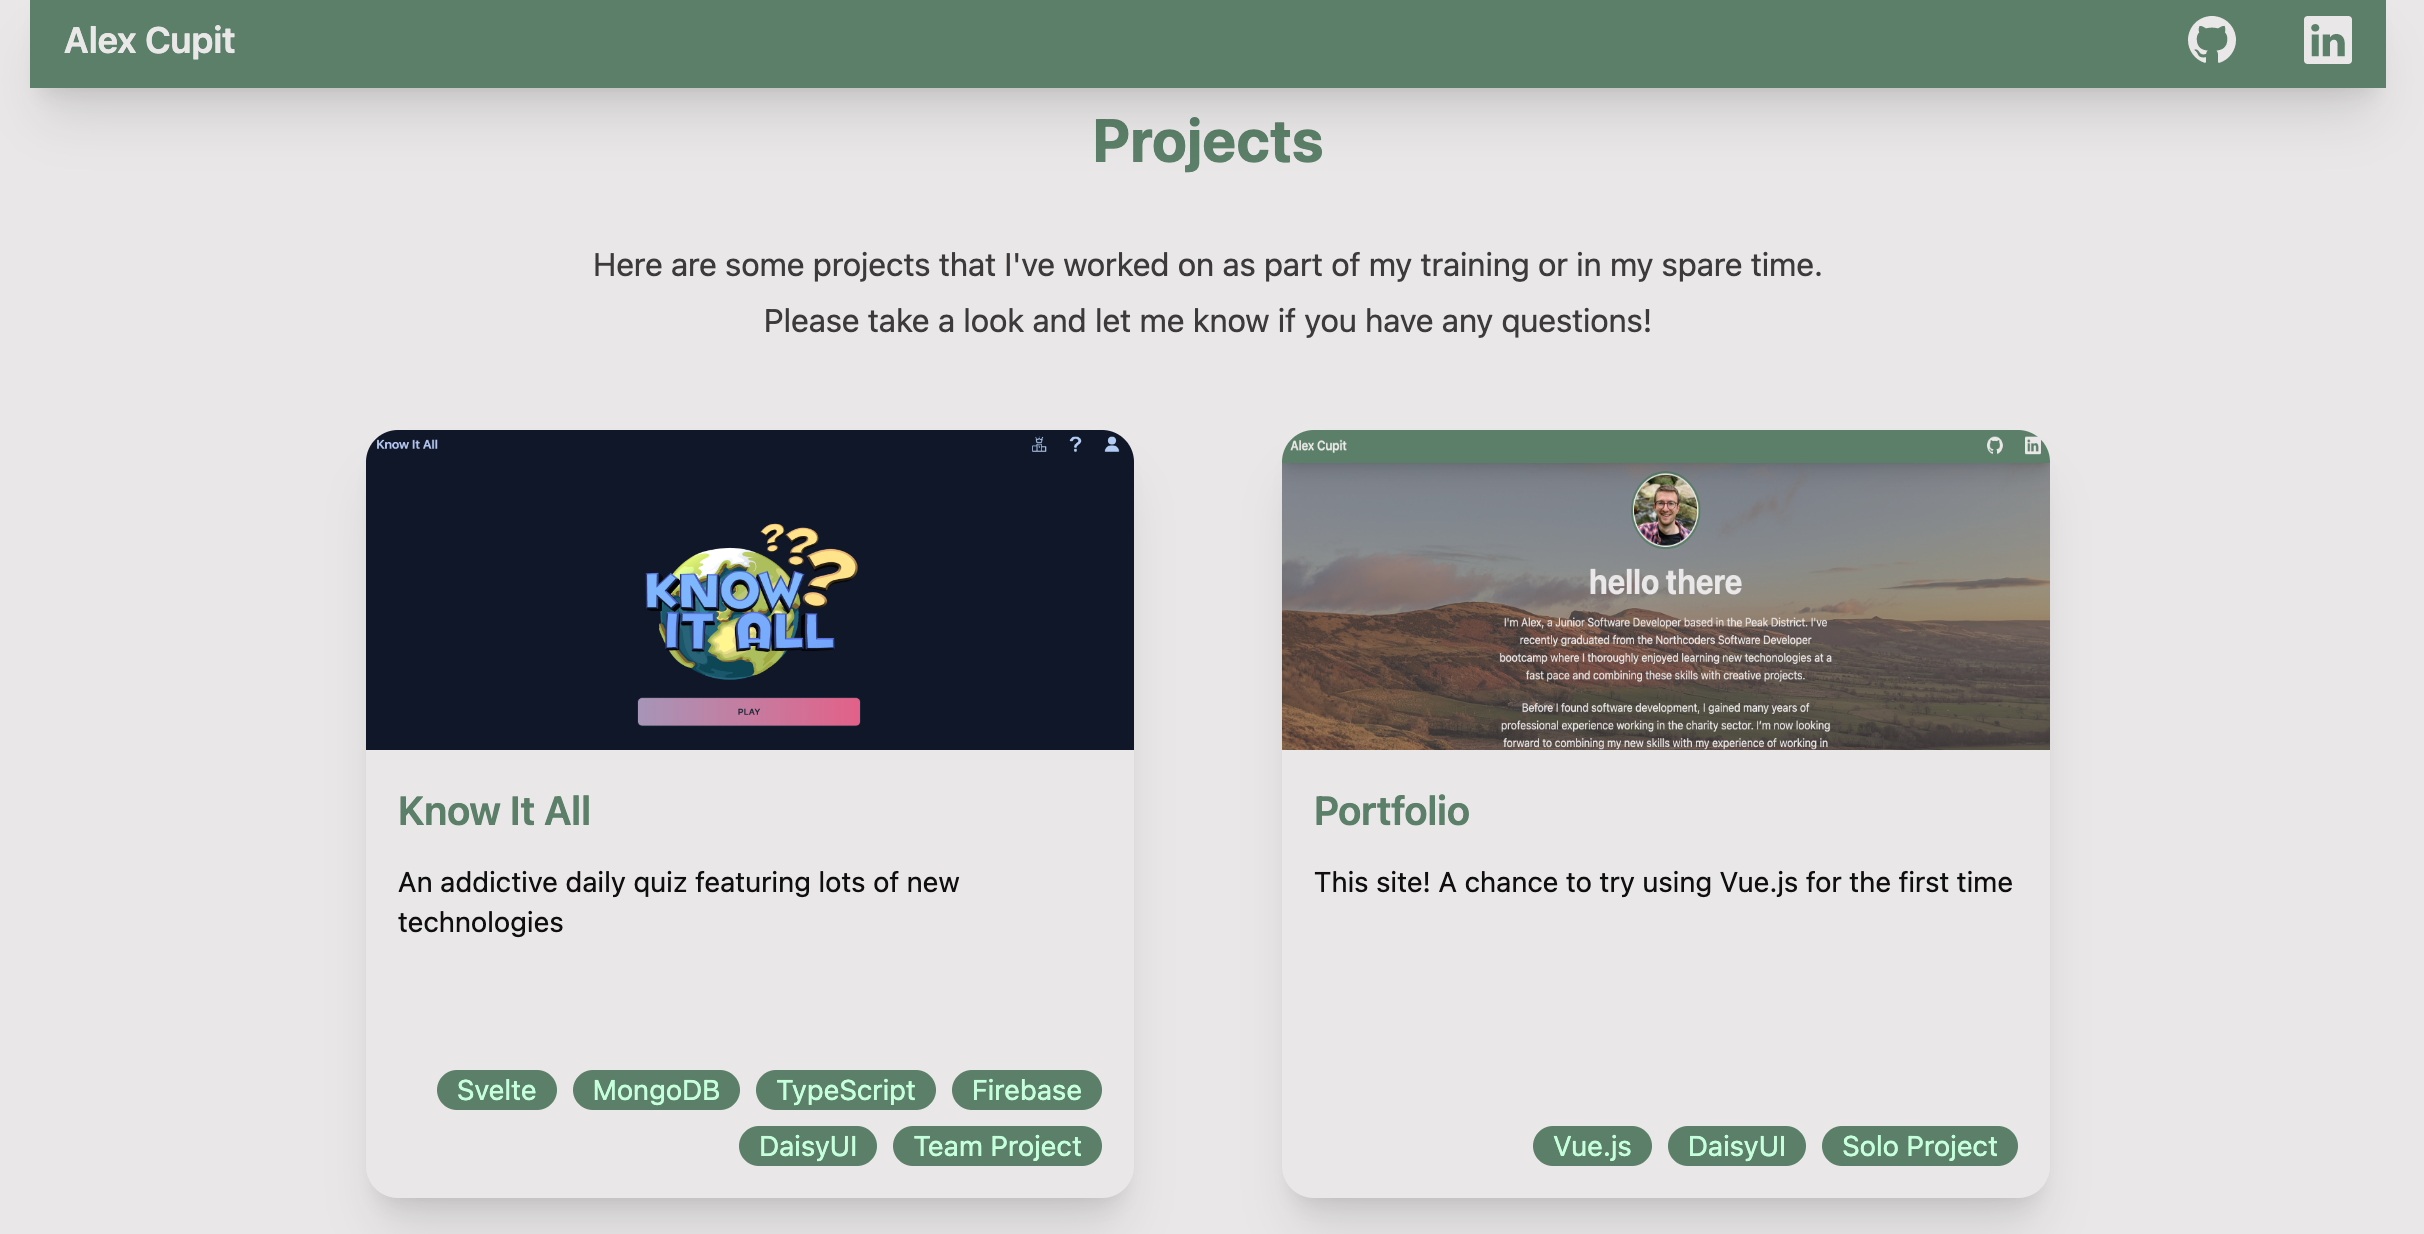 Alex Cupit
Projects
Here are some projects that I've worked on as part of my training or in my spare time.
Please take a look and let me know if you have any questions!
Know It All
KNOW
IT ALL
???
PLAY
Know It All
An addictive daily quiz featuring lots of new
technologies
Svelte MongoDB TypeScript Firebase
DaisyUI Team Project
Alex Cupit
hello there
I'm Alex, a Junior Software Developer based in the Peak District. I've
recently graduated from the Northcoders Software Developer
bootcamp where I thoroughly enjoyed learning new techonologies at a
fast pace and combining these skills with creative projects.
Before I found software development, I gained many years of
professional experience working in the charity sector. I'm now looking
forward to combining my new skills with my experience of working in
Portfolio
This site! A chance to try using Vue.js for the first time
Vue.js DaisyUI Solo Project